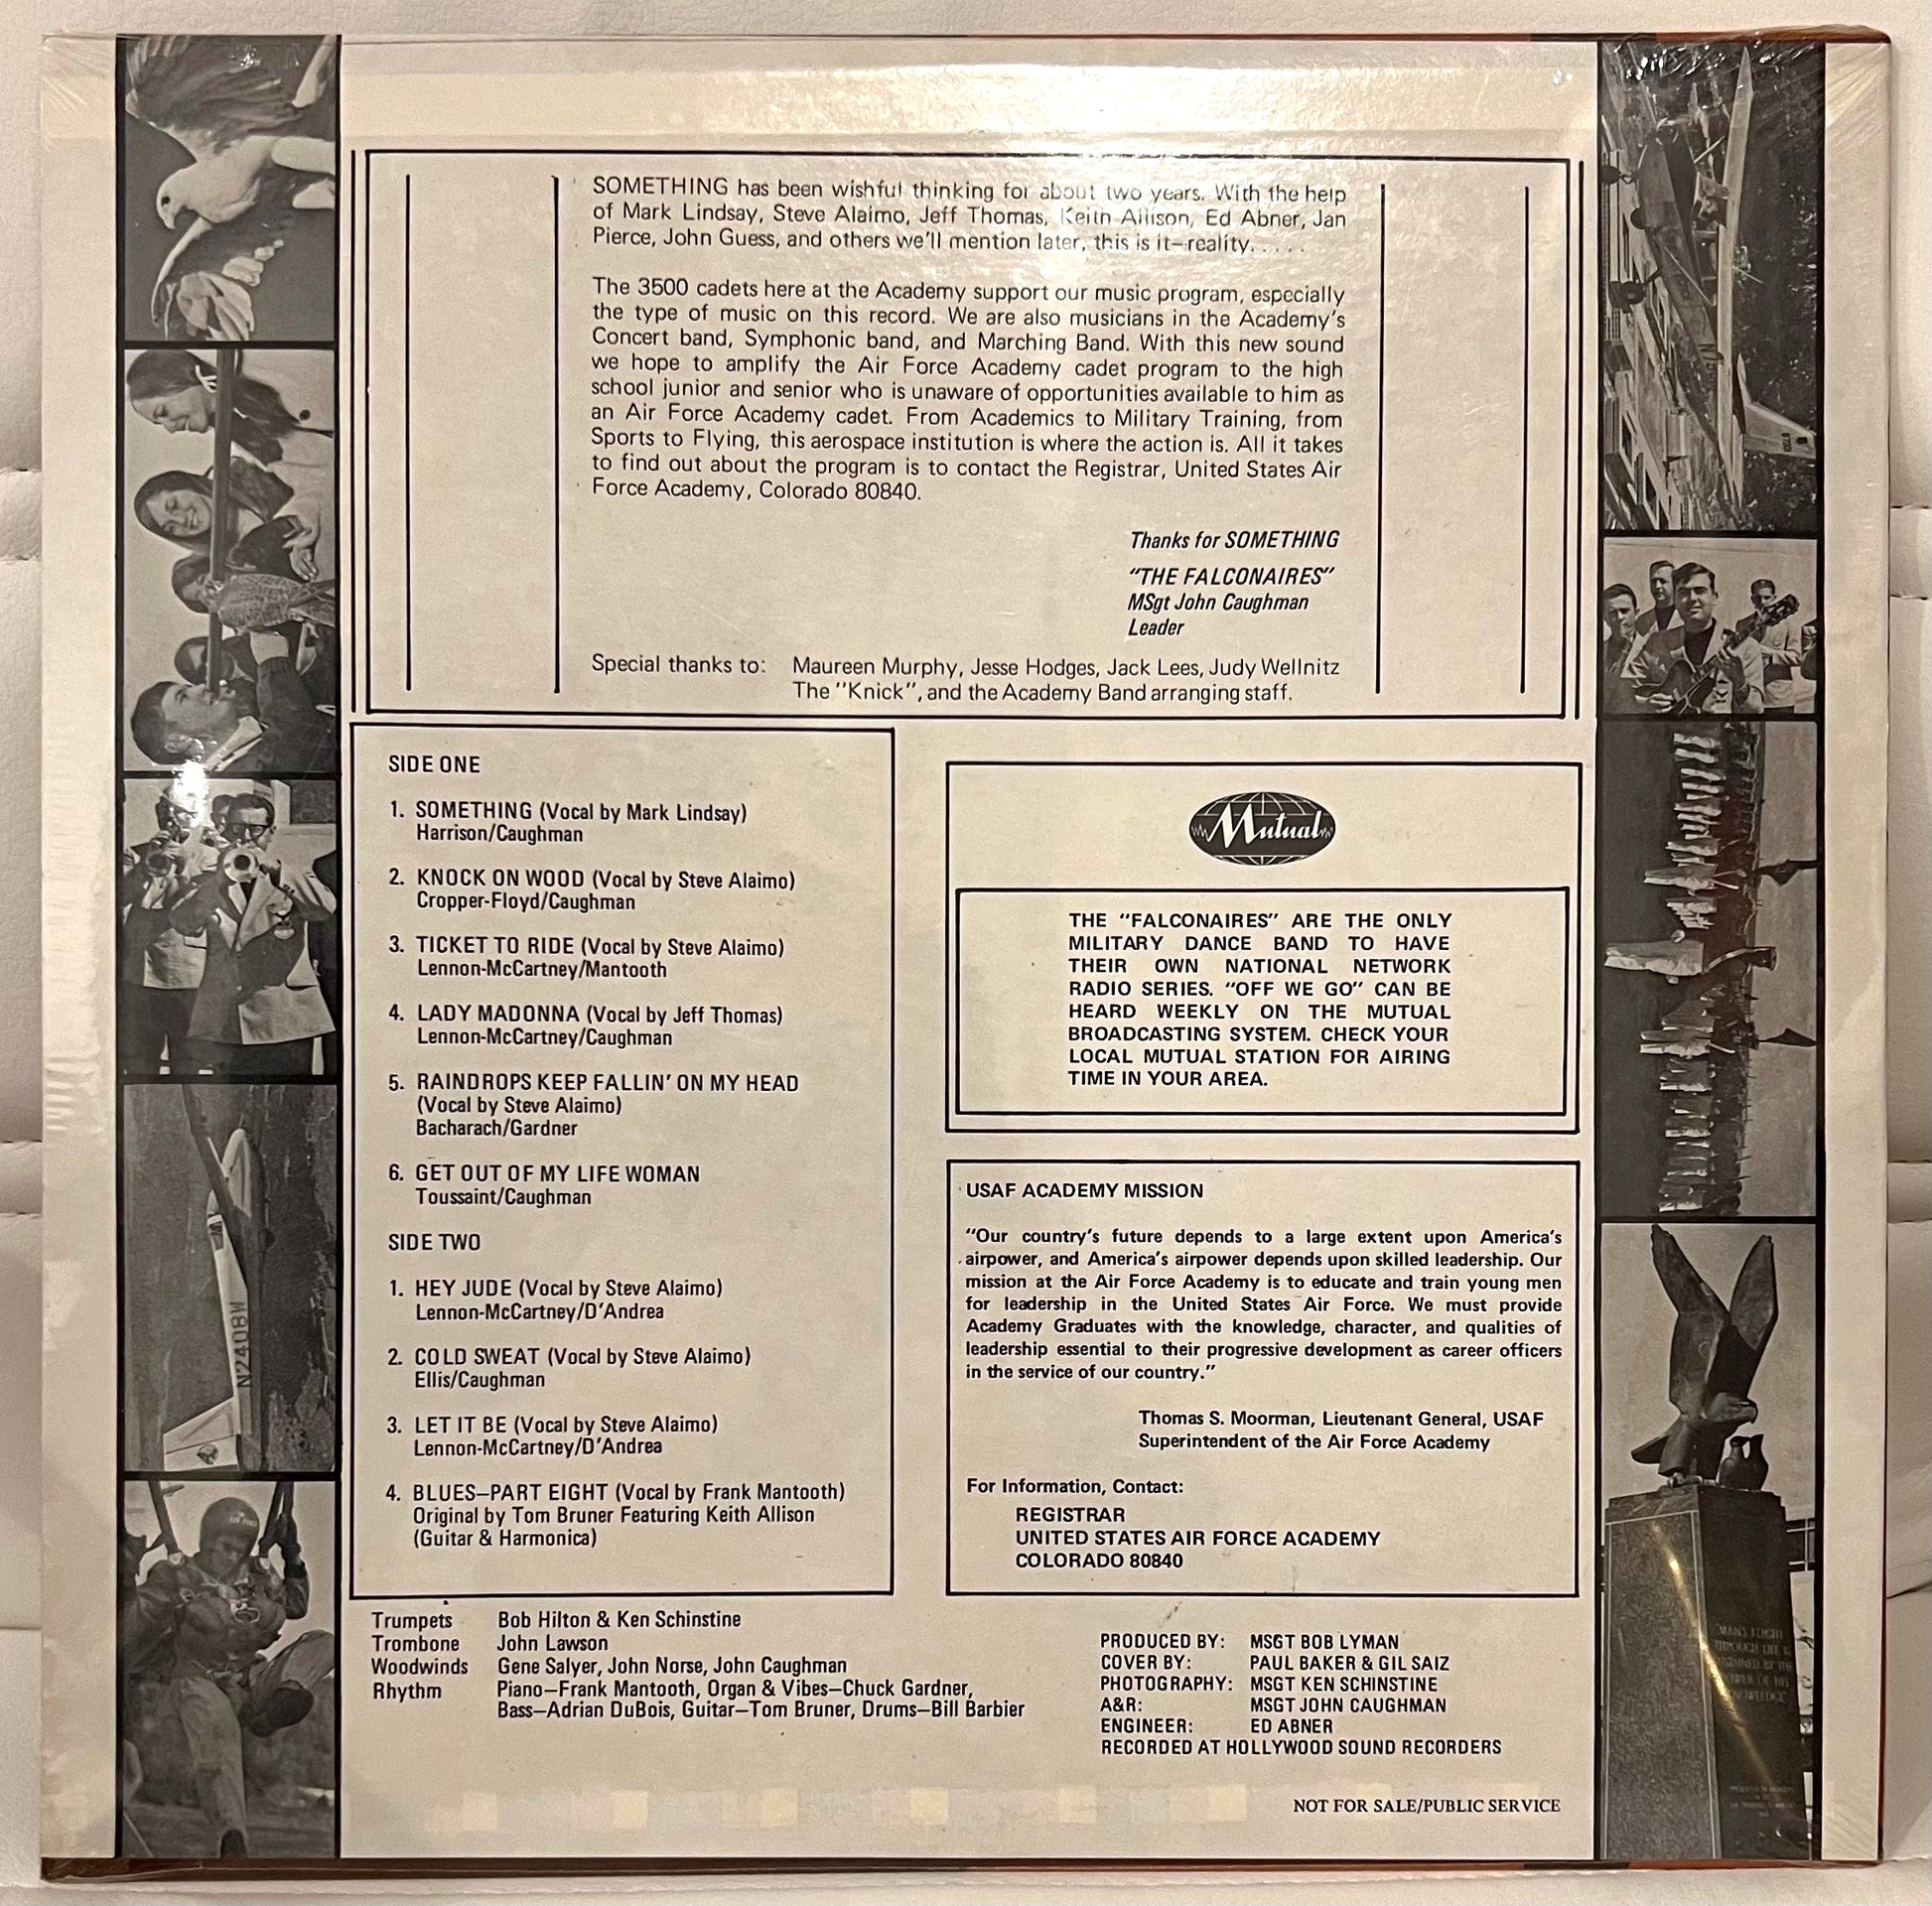 SOMETHING has been wishful thinking for about two years. With the help
of Mark Lindsay, Steve Alaimo, Jeff Thomas, Keith Allison, Ed Abner, Jan
Pierce, John Guess, and others we'll mention later, this is it—reality.....
The 3500 cadets here at the Academy support our music program, especially
the type of music on this record. We are also musicians in the Academy's
Concert band, Symphonic band, and Marching Band. With this new sound
we hope to amplify the Air Force Academy cadet program to the high
school junior and senior who is unaware of opportunities available to him as
an Air Force Academy cadet. From Academics to Military Training, from
Sports to Flying, this aerospace institution is where the action is. All it takes
to find out about the program is to contact the Registrar, United States Air
Force Academy, Colorado 80840.
Thanks for SOMETHING
"THE FALCONAIRES"
MSgt John Caughman
Leader
Special thanks to: Maureen Murphy, Jesse Hodges, Jack Lees, Judy Wellnitz
The "Knick", and the Academy Band arranging staff.
SIDE ONE
1. SOMETHING (Vocal by Mark Lindsay)
Harrison/Caughman
2. KNOCK ON WOOD (Vocal by Steve Alaimo)
Cropper-Floyd/Caughman
3. TICKET TO RIDE (Vocal by Steve Alaimo)
Lennon-McCartney/Mantooth
4. LADY MADONNA (Vocal by Jeff Thomas)
Lennon-McCartney/Caughman
5. RAINDROPS KEEP FALLIN' ON MY HEAD
(Vocal by Steve Alaimo)
Bacharach/Gardner
6. GET OUT OF MY LIFE WOMAN
Toussaint/Caughman
SIDE TWO
1. HEY JUDE (Vocal by Steve Alaimo)
Lennon-McCartney/D'Andrea
2. COLD SWEAT (Vocal by Steve Alaimo)
Ellis/Caughman
3. LET IT BE (Vocal by Steve Alaimo)
Lennon-McCartney/D'Andrea
4. BLUES—PART EIGHT (Vocal by Frank Mantooth)
Original by Tom Bruner Featuring Keith Allison
(Guitar & Harmonica)
Mutual
THE "FALCONAIRES" ARE THE ONLY
MILITARY DANCE BAND TO HAVE
THEIR OWN NATIONAL NETWORK
RADIO SERIES. "OFF WE GO" CAN BE
HEARD WEEKLY ON THE MUTUAL
BROADCASTING SYSTEM. CHECK YOUR
LOCAL MUTUAL STATION FOR AIRING
TIME IN YOUR AREA.
USAF ACADEMY MISSION
"Our country's future depends to a large extent upon America's
airpower, and America's airpower depends upon skilled leadership. Our
mission at the Air Force Academy is to educate and train young men
for leadership in the United States Air Force. We must provide
Academy Graduates with the knowledge, character, and qualities of
leadership essential to their progressive development as career officers
in the service of our country."
Thomas S. Moorman, Lieutenant General, USAF
Superintendent of the Air Force Academy
For Information, Contact:
REGISTRAR
UNITED STATES AIR FORCE ACADEMY
COLORADO 80840
Trumpets Bob Hilton & Ken Schinstine
Trombone John Lawson
Woodwinds Gene Salyer, John Norse, John Caughman
Rhythm Piano—Frank Mantooth, Organ & Vibes—Chuck Gardner,
Bass—Adrian DuBois, Guitar—Tom Bruner, Drums—Bill Barbier
PRODUCED BY: MSGT BOB LYMAN
COVER BY: PAUL BAKER & GIL SAIZ
PHOTOGRAPHY: MSGT KEN SCHINSTINE
A&R: MSGT JOHN CAUGHMAN
ENGINEER: ED ABNER
RECORDED AT HOLLYWOOD SOUND RECORDERS
NOT FOR SALE/PUBLIC SERVICE
N2408W
MAN'S FLIGHT
THROUGH LIFE IS
BY THE
POWER OF HIS
KNOWLEDGE